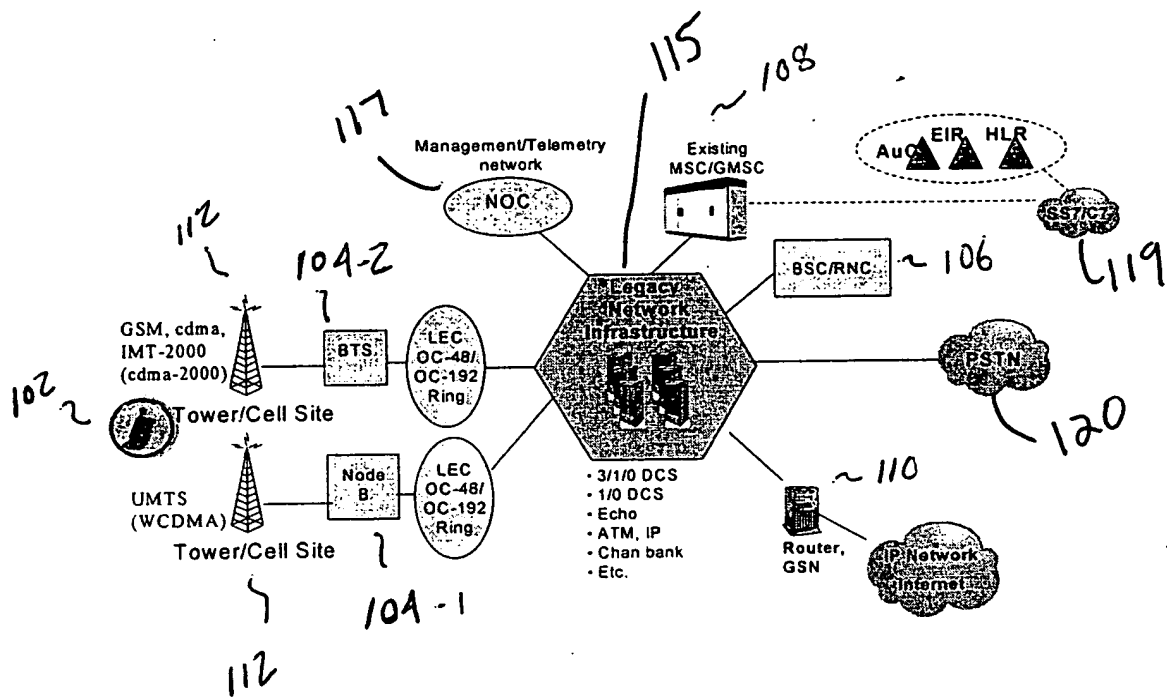 115
~ 108
117
Management/Telemetry
network
NOC
Existing
MSC/GMSC
AuC
EIR
HLR
SS7/C7
119
112
104-2
BSC/RNC
~ 106
GSM, cdma,
IMT-2000
(cdma-2000)
BTS
LEC
OC-48/
OC-192
Ring
Legacy
Network
Infrastructure
PSTN
120
102
Tower/Cell Site
UMTS
(WCDMA)
Node
B
LEC
OC-48/
OC-192
Ring
• 3/1/0 DCS
• 1/0 DCS
• Echo
• ATM, IP
• Chan bank
• Etc.
~ 110
Router,
GSN
IP Network
Internet
Tower/Cell Site
104-1
112